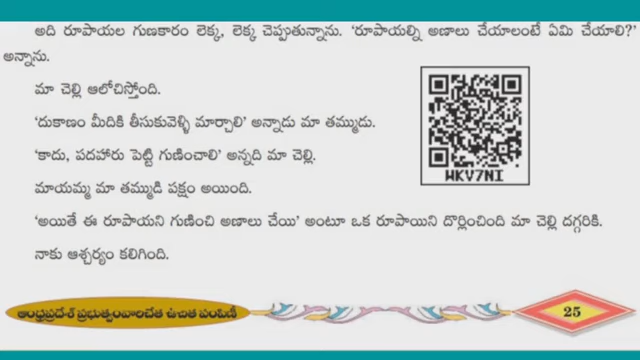 అది రూపాయల గుణకారం లెక్క, లెక్క చెప్పుతున్నాను. ‘రూపాయల్ని అణాలు చేయాలంటే ఏమి చేయాలి?’
అన్నాను.
మా చెల్లి ఆలోచిస్తోంది.
‘దుకాణం మీదికి తీసుకువెళ్ళి మార్చాలి’ అన్నాడు మా తమ్ముడు.
‘కాదు, పదహారు పెట్టి గుణించాలి’ అన్నది మా చెల్లి.
మాయమ్మ మా తమ్ముడి పక్షం అయింది.
‘అయితే ఈ రూపాయని గుణించి అణాలు చేయి’ అంటూ ఒక రూపాయిని దొర్లించింది మా చెల్లి దగ్గరికి.
నాకు ఆశ్చర్యం కలిగింది.
WKV7NI
ఆంధ్రప్రదేశ్ ప్రభుత్వంవారిచేత ఉచిత పంపిణీ
25